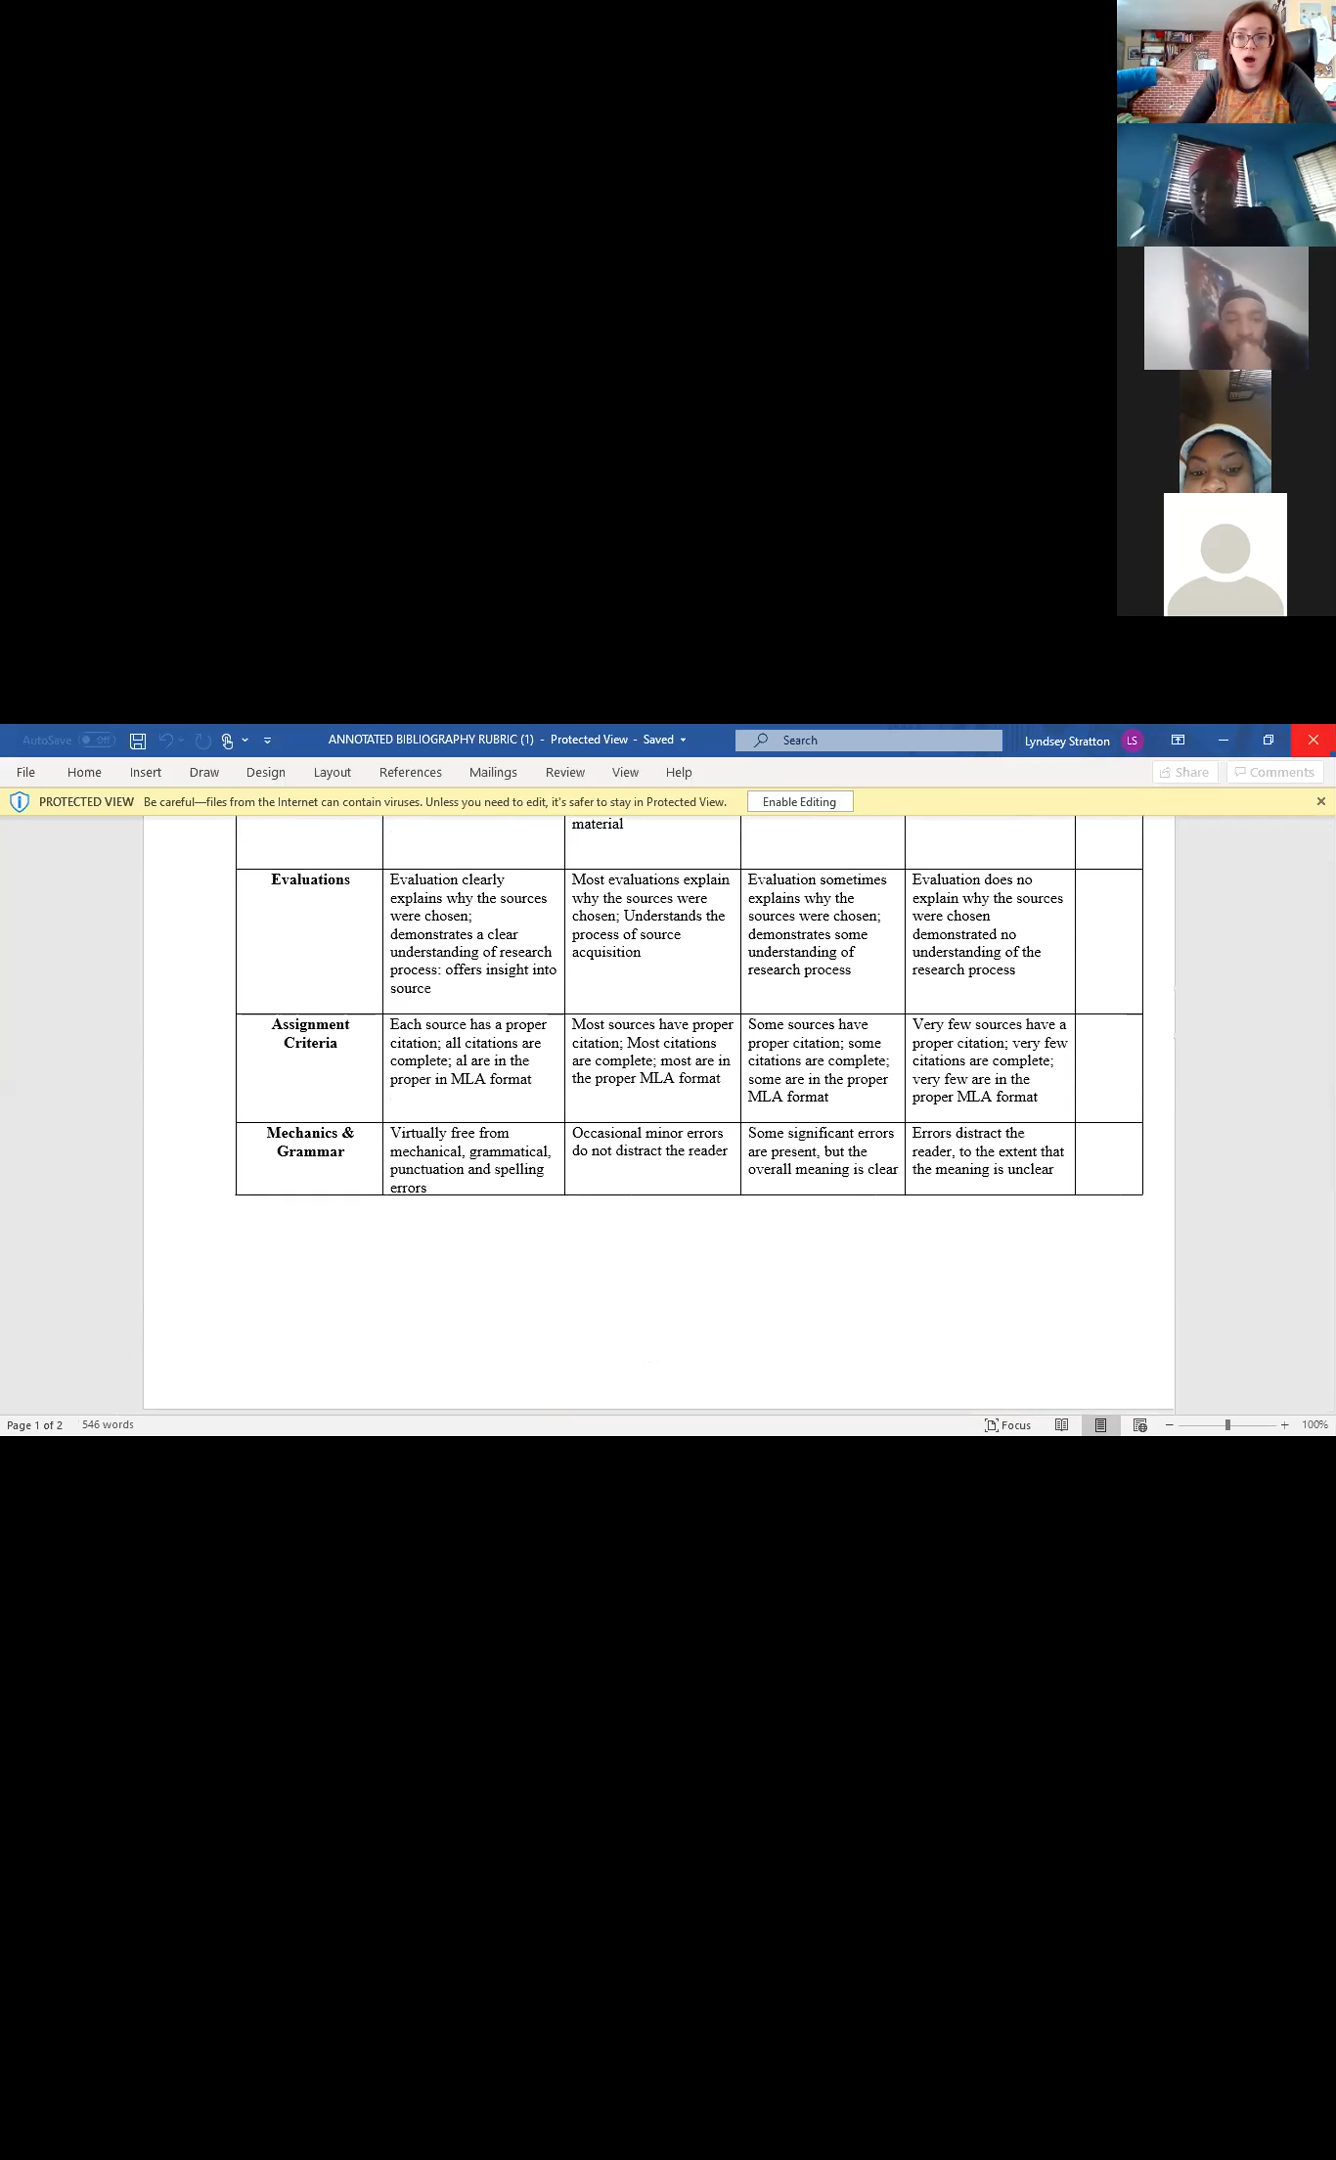 AutoSave Off
ANNOTATED BIBLIOGRAPHY RUBRIC (1) - Protected View - Saved
Search
Lyndsey Stratton LS
File Home Insert Draw Design Layout References Mailings Review View Help
Share Comments
PROTECTED VIEW Be careful—files from the Internet can contain viruses. Unless you need to edit, it's safer to stay in Protected View. Enable Editing
material
Evaluations
Evaluation clearly
explains why the sources
were chosen;
demonstrates a clear
understanding of research
process: offers insight into
source
Most evaluations explain
why the sources were
chosen; Understands the
process of source
acquisition
Evaluation sometimes
explains why the
sources were chosen;
demonstrates some
understanding of
research process
Evaluation does no
explain why the sources
were chosen
demonstrated no
understanding of the
research process
Assignment
Criteria
Each source has a proper
citation; all citations are
complete; al are in the
proper in MLA format
Most sources have proper
citation; Most citations
are complete; most are in
the proper MLA format
Some sources have
proper citation; some
citations are complete;
some are in the proper
MLA format
Very few sources have a
proper citation; very few
citations are complete;
very few are in the
proper MLA format
Mechanics &
Grammar
Virtually free from
mechanical, grammatical,
punctuation and spelling
errors
Occasional minor errors
do not distract the reader
Some significant errors
are present, but the
overall meaning is clear
Errors distract the
reader, to the extent that
the meaning is unclear
Page 1 of 2 546 words
Focus
100%